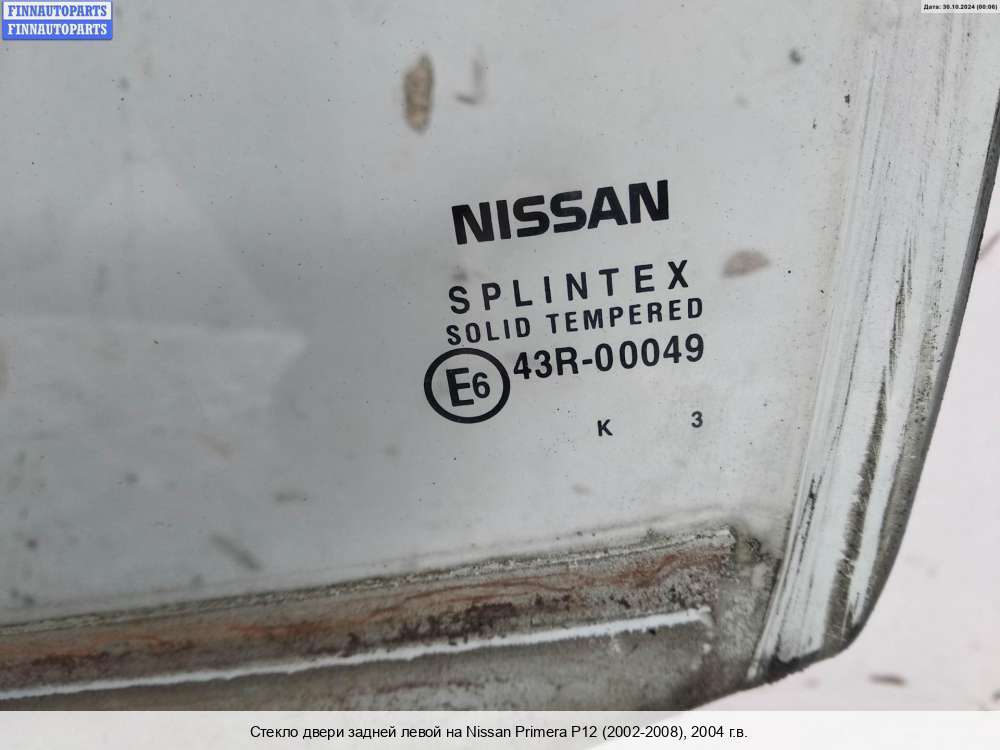 FINNAUTOPARTS
FINNAUTOPARTS
Дата: 30.10.2024 (00:06)
NISSAN
SPLINTEX
SOLID TEMPERED
E6 43R-00049
K 3
Стекло двери задней левой на Nissan Primera P12 (2002-2008), 2004 г.в.